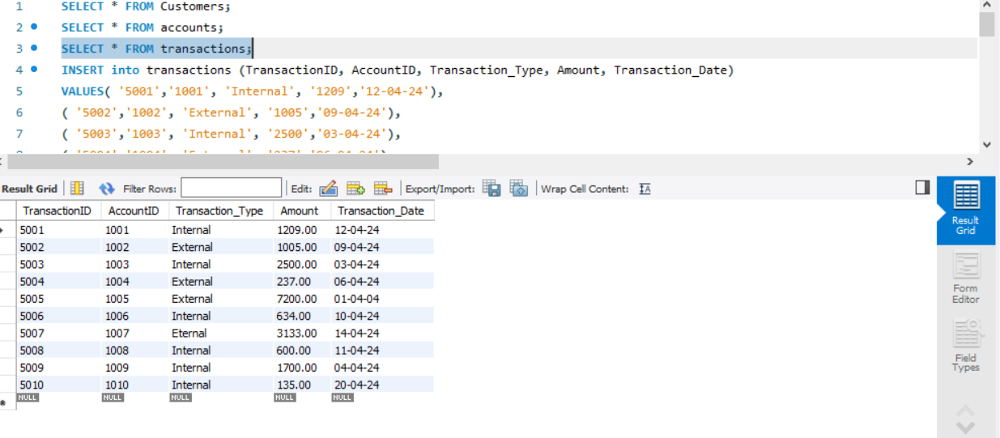 1 SELECT * FROM Customers;
2 SELECT * FROM accounts;
3 SELECT * FROM transactions;
4 INSERT into transactions (TransactionID, AccountID, Transaction_Type, Amount, Transaction_Date)
5 VALUES( '5001','1001', 'Internal', '1209','12-04-24'),
6 ( '5002','1002', 'External', '1005','09-04-24'),
7 ( '5003','1003', 'Internal', '2500','03-04-24'),
Result Grid Filter Rows: Edit: Export/Import: Wrap Cell Content: IA
TransactionID AccountID Transaction_Type Amount Transaction_Date
5001 1001 Internal 1209.00 12-04-24
5002 1002 External 1005.00 09-04-24
5003 1003 Internal 2500.00 03-04-24
5004 1004 External 237.00 06-04-24
5005 1005 External 7200.00 01-04-04
5006 1006 Internal 634.00 10-04-24
5007 1007 Eternal 3133.00 14-04-24
5008 1008 Internal 600.00 11-04-24
5009 1009 Internal 1700.00 04-04-24
5010 1010 Internal 135.00 20-04-24
NULL NULL NULL NULL NULL
Result
Grid
Form
Editor
Field
Types